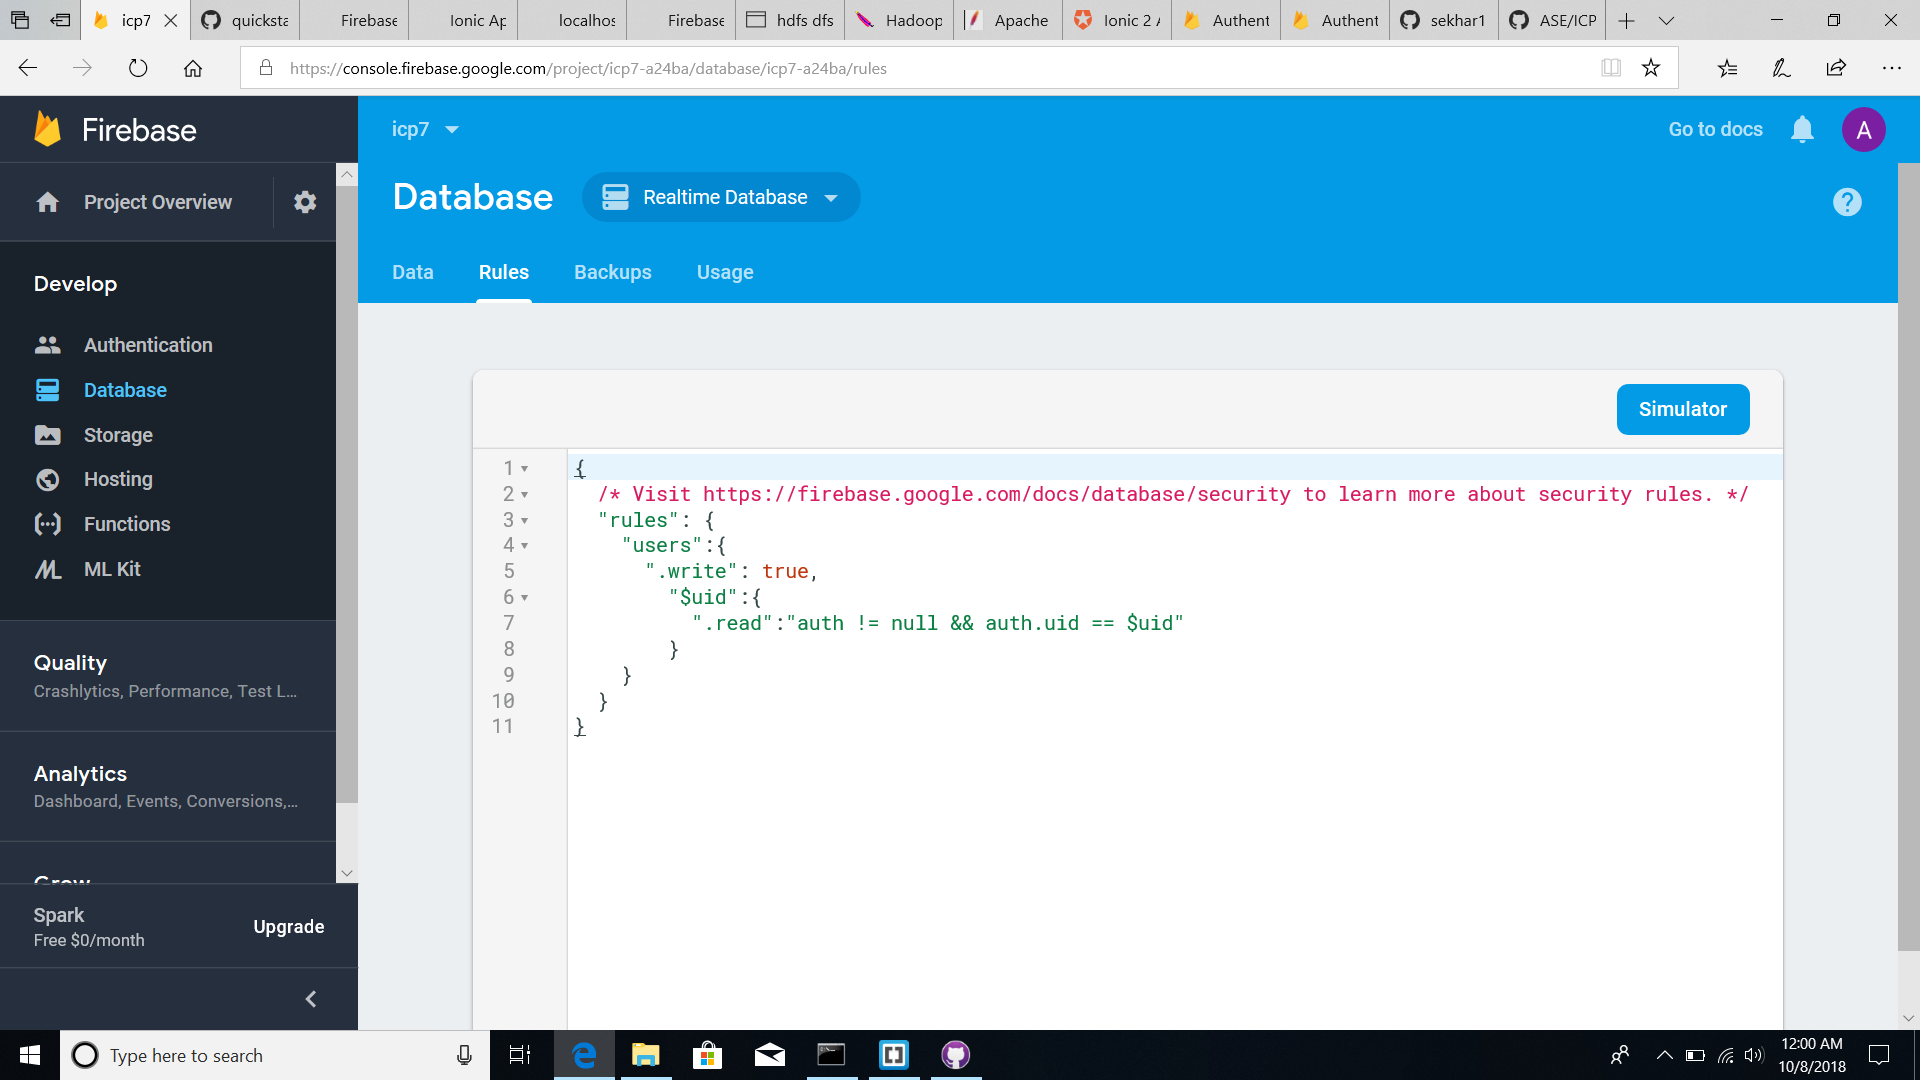 icp7
quicksta
Firebase
Ionic Ap
localhos
Firebase
hdfs dfs
Hadoop
Apache
Ionic 2 A
Authent
Authent
sekhar1
ASE/ICP
https://console.firebase.google.com/project/icp7-a24ba/database/icp7-a24ba/rules
Firebase
icp7
Go to docs
A
Project Overview
Database
Realtime Database
?
Data
Rules
Backups
Usage
Develop
Authentication
Database
Storage
Hosting
Functions
ML Kit
Quality
Crashlytics, Performance, Test L...
Analytics
Dashboard, Events, Conversions,...
Grow
Spark
Free $0/month
Upgrade
Simulator
1 {
2 /* Visit https://firebase.google.com/docs/database/security to learn more about security rules. */
3 "rules": {
4 "users":{
5 ".write": true,
6 "$uid":{
7 ".read":"auth != null && auth.uid == $uid"
8 }
9 }
10 }
11 }
Type here to search
12:00 AM
10/8/2018